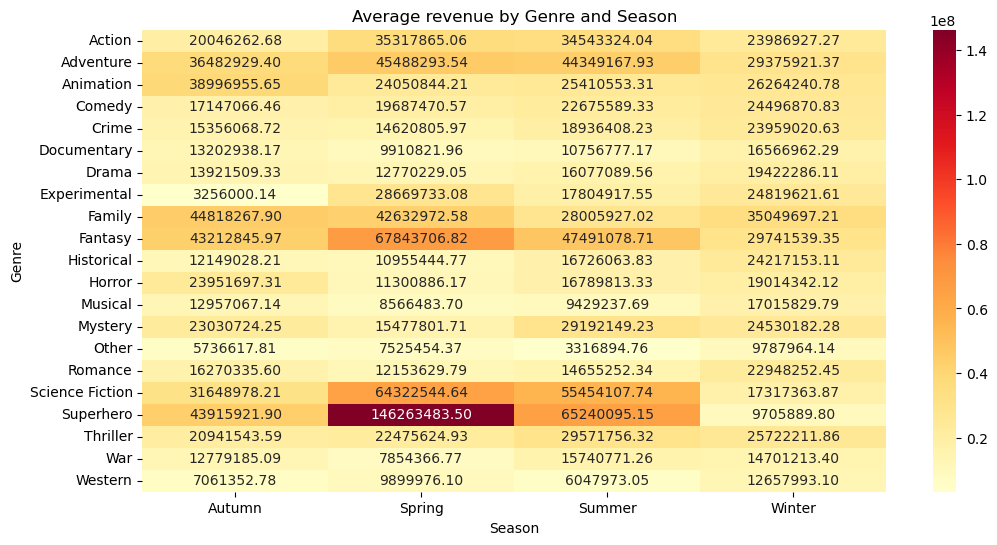 Average revenue by Genre and Season
1e8
Action 20046262.68 35317865.06 34543324.04 23986927.27
Adventure 36482929.40 45488293.54 44349167.93 29375921.37
Animation 38996955.65 24050844.21 25410553.31 26264240.78
Comedy 17147066.46 19687470.57 22675589.33 24496870.83
Crime 15356068.72 14620805.97 18936408.23 23959020.63
Documentary 13202938.17 9910821.96 10756777.17 16566962.29
Drama 13921509.33 12770229.05 16077089.56 19422286.11
Experimental 3256000.14 28669733.08 17804917.55 24819621.61
Family 44818267.90 42632972.58 28005927.02 35049697.21
Fantasy 43212845.97 67843706.82 47491078.71 29741539.35
Historical 12149028.21 10955444.77 16726063.83 24217153.11
Horror 23951697.31 11300886.17 16789813.33 19014342.12
Musical 12957067.14 8566483.70 9429237.69 17015829.79
Mystery 23030724.25 15477801.71 29192149.23 24530182.28
Other 5736617.81 7525454.37 3316894.76 9787964.14
Romance 16270335.60 12153629.79 14655252.34 22948252.45
Science Fiction 31648978.21 64322544.64 55454107.74 17317363.87
Superhero 43915921.90 146263483.50 65240095.15 9705889.80
Thriller 20941543.59 22475624.93 29571756.32 25722211.86
War 12779185.09 7854366.77 15740771.26 14701213.40
Western 7061352.78 9899976.10 6047973.05 12657993.10
Autumn Spring Summer Winter
Season
Genre
1.4
1.2
1.0
0.8
0.6
0.4
0.2